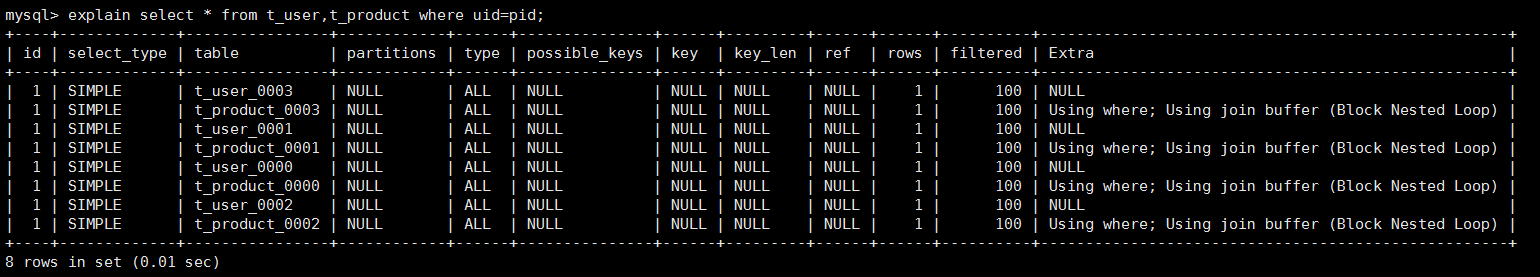 mysql> explain select * from t_user,t_product where uid=pid;
+----+-------------+----------------+------------+------+---------------+------+---------+------+------+----------+----------------------------------------------------+
| id | select_type | table          | partitions | type | possible_keys | key  | key_len | ref  | rows | filtered | Extra                                              |
+----+-------------+----------------+------------+------+---------------+------+---------+------+------+----------+----------------------------------------------------+
|  1 | SIMPLE      | t_user_0003    | NULL       | ALL  | NULL          | NULL | NULL    | NULL |    1 |      100 | NULL                                               |
|  1 | SIMPLE      | t_product_0003 | NULL       | ALL  | NULL          | NULL | NULL    | NULL |    1 |      100 | Using where; Using join buffer (Block Nested Loop) |
|  1 | SIMPLE      | t_user_0001    | NULL       | ALL  | NULL          | NULL | NULL    | NULL |    1 |      100 | NULL                                               |
|  1 | SIMPLE      | t_product_0001 | NULL       | ALL  | NULL          | NULL | NULL    | NULL |    1 |      100 | Using where; Using join buffer (Block Nested Loop) |
|  1 | SIMPLE      | t_user_0000    | NULL       | ALL  | NULL          | NULL | NULL    | NULL |    1 |      100 | NULL                                               |
|  1 | SIMPLE      | t_product_0000 | NULL       | ALL  | NULL          | NULL | NULL    | NULL |    1 |      100 | Using where; Using join buffer (Block Nested Loop) |
|  1 | SIMPLE      | t_user_0002    | NULL       | ALL  | NULL          | NULL | NULL    | NULL |    1 |      100 | NULL                                               |
|  1 | SIMPLE      | t_product_0002 | NULL       | ALL  | NULL          | NULL | NULL    | NULL |    1 |      100 | Using where; Using join buffer (Block Nested Loop) |
+----+-------------+----------------+------------+------+---------------+------+---------+------+------+----------+----------------------------------------------------+
8 rows in set (0.01 sec)